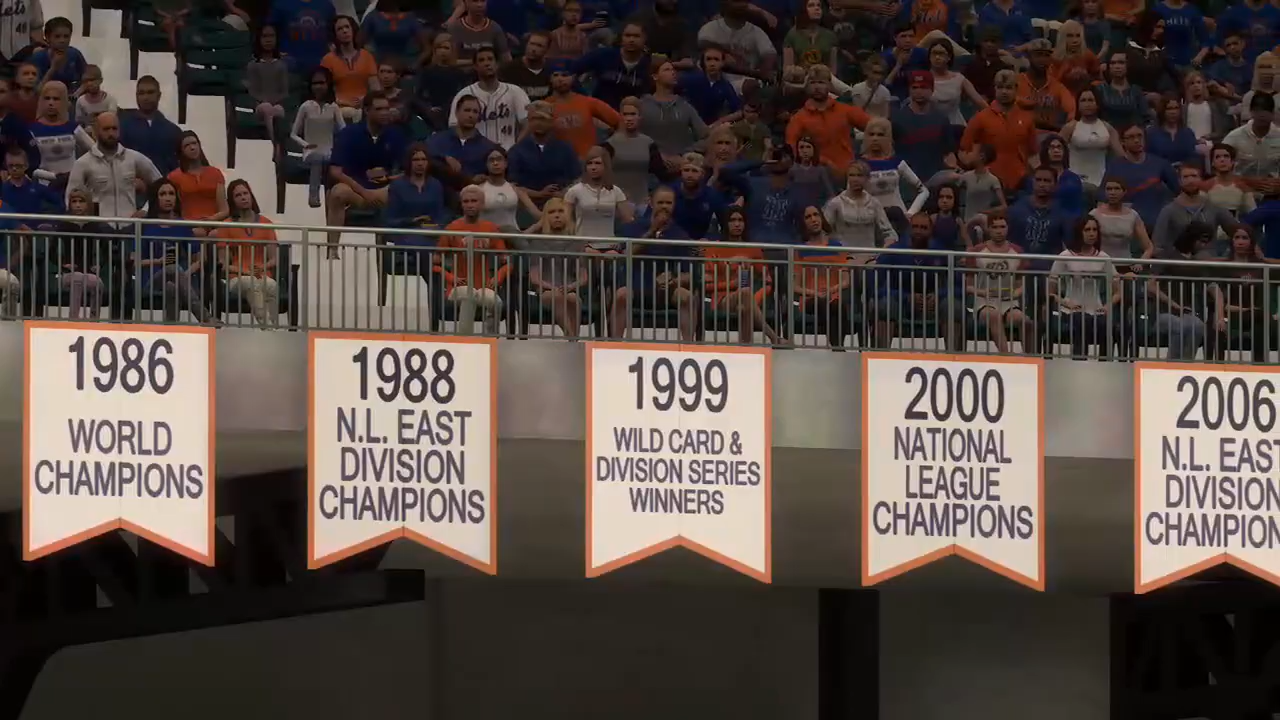 1986
WORLD
CHAMPIONS
1988
N.L. EAST
DIVISION
CHAMPIONS
1999
WILD CARD &
DIVISION SERIES
WINNERS
2000
NATIONAL
LEAGUE
CHAMPIONS
2006
N.L. EAST
DIVISION
CHAMPION